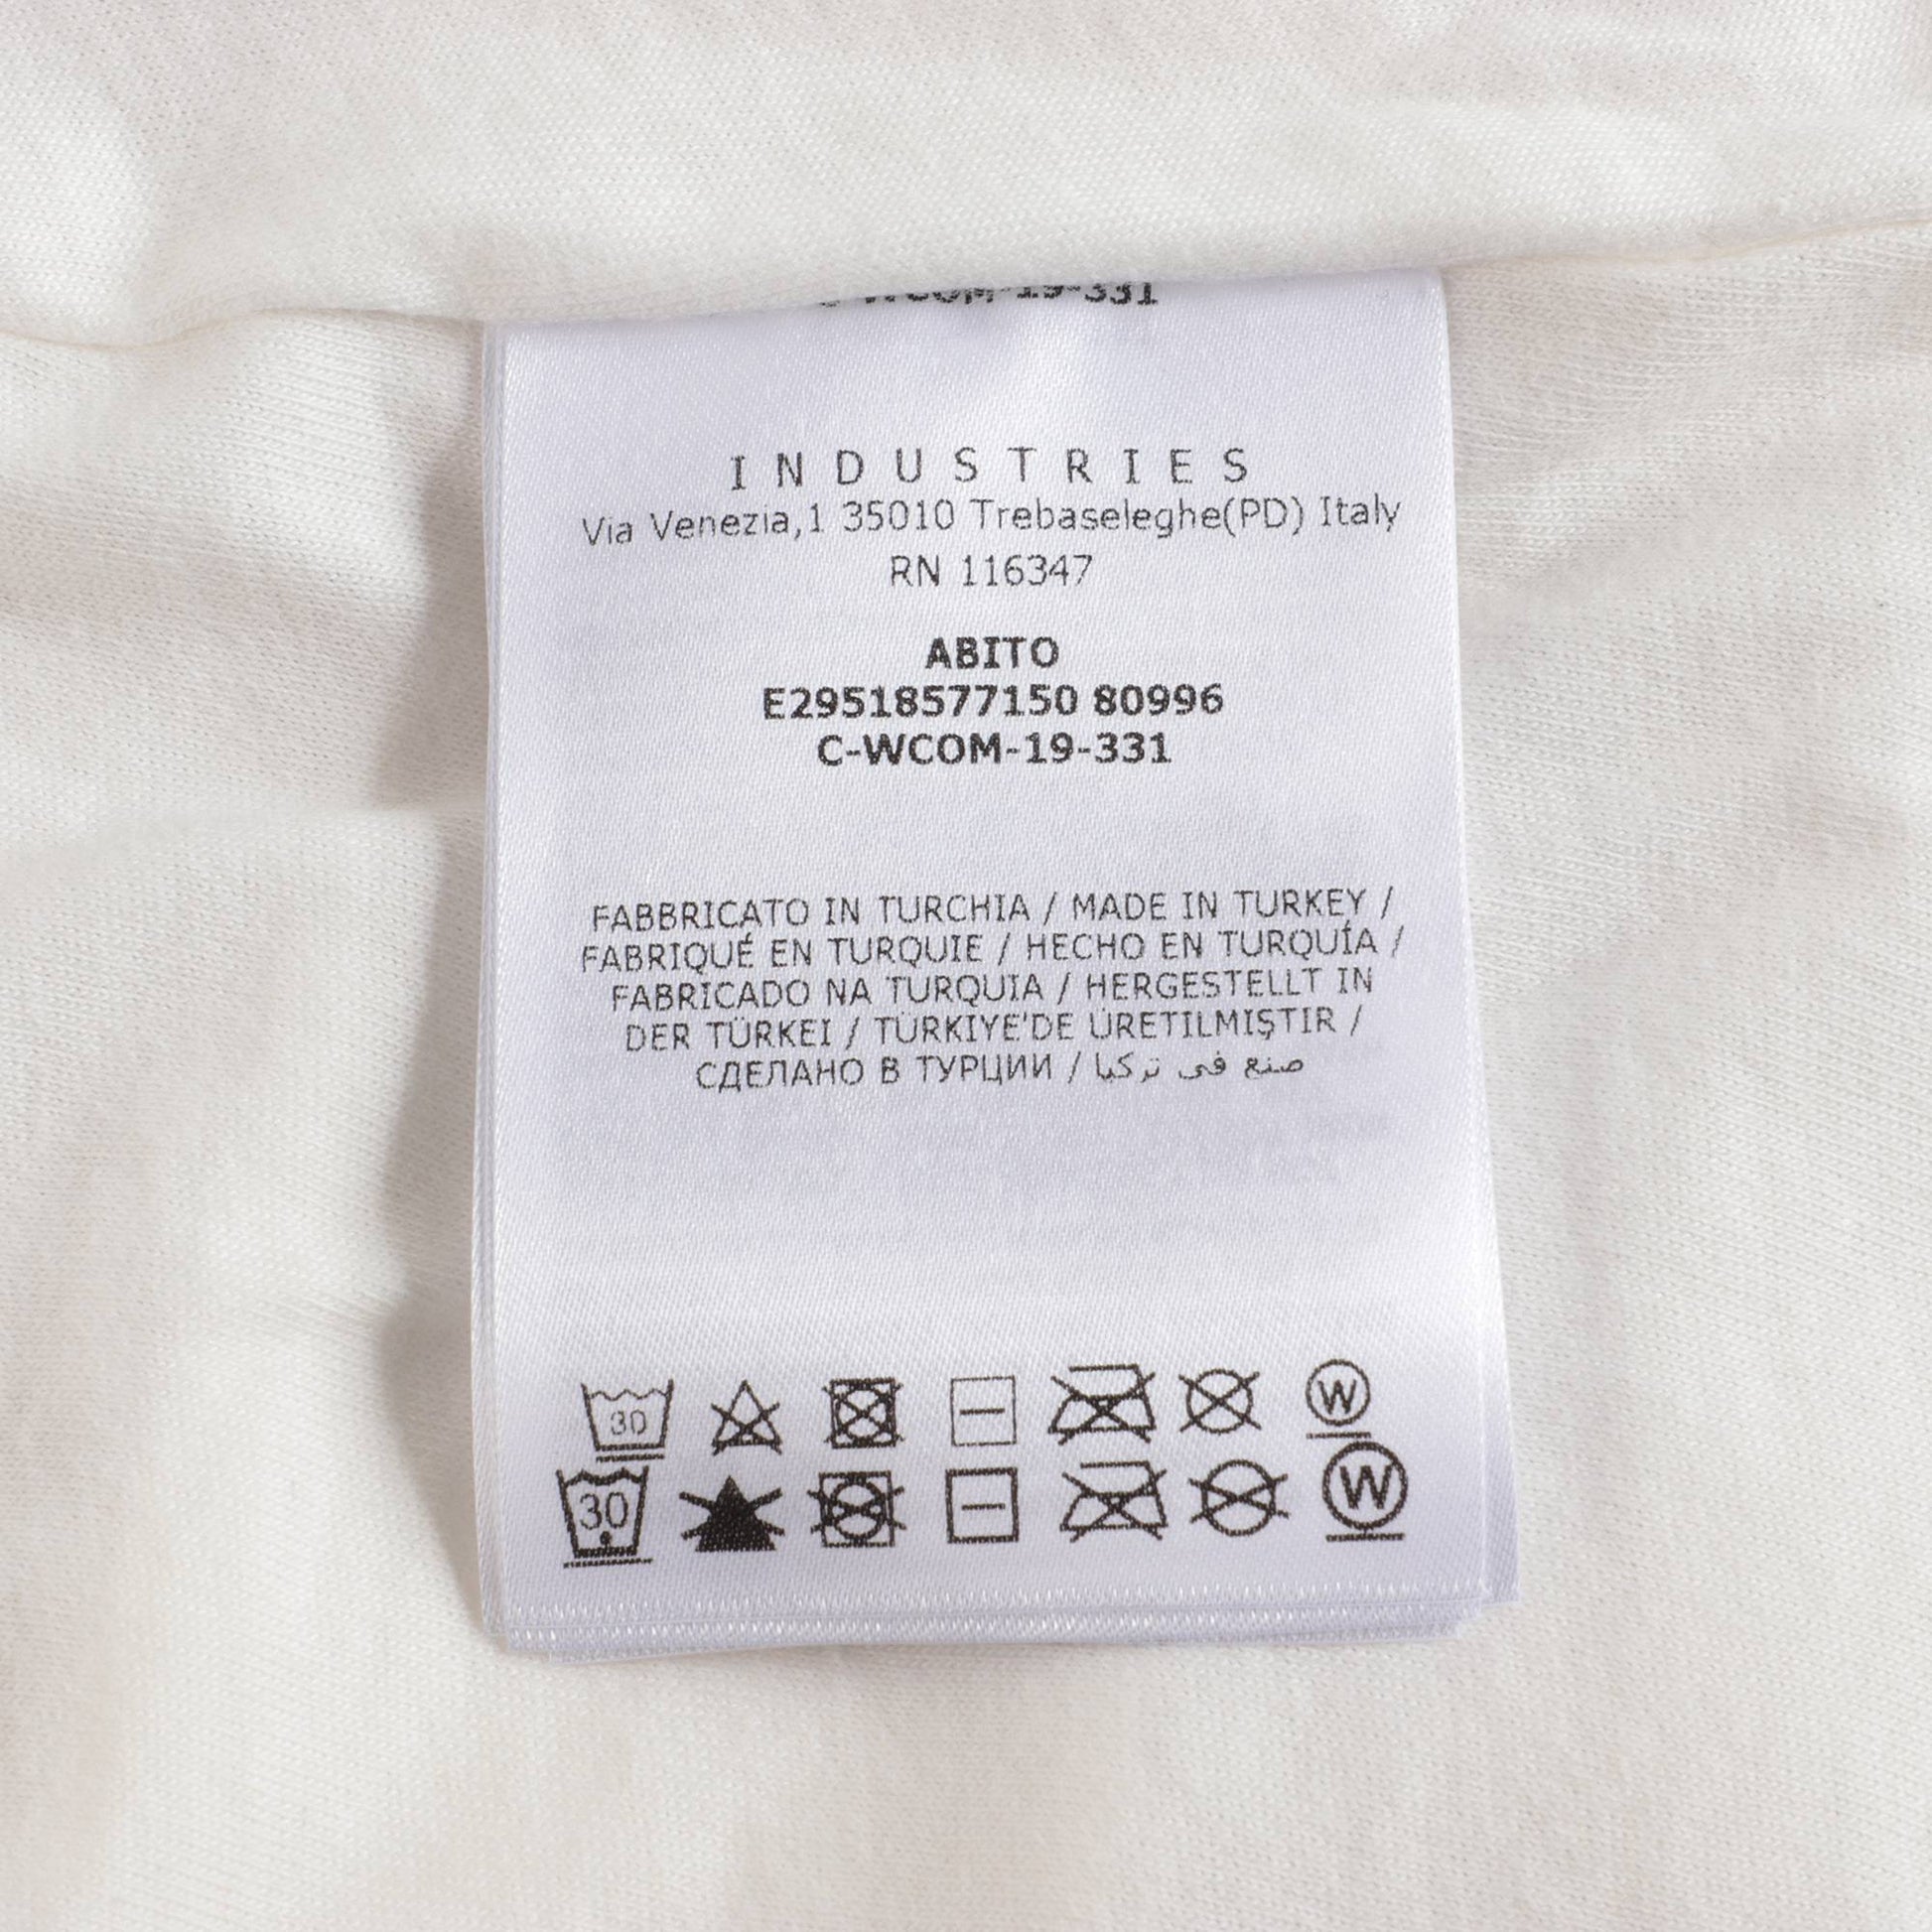 C-WCOM-19-331
INDUSTRIES
Via Venezia,1 35010 Trebaseleghe(PD) Italy
RN 116347
ABITO
E29518577150 80996
C-WCOM-19-331
FABBRICATO IN TURCHIA / MADE IN TURKEY /
FABRIQUÉ EN TURQUIE / HECHO EN TURQUÍA /
FABRICADO NA TURQUIA / HERGESTELLT IN
DER TÜRKEI / TÜRKIYE'DE ÜRETILMIŞTIR /
СДЕЛАНО В ТУРЦИИ / صنع في تركيا
30 W
30 W